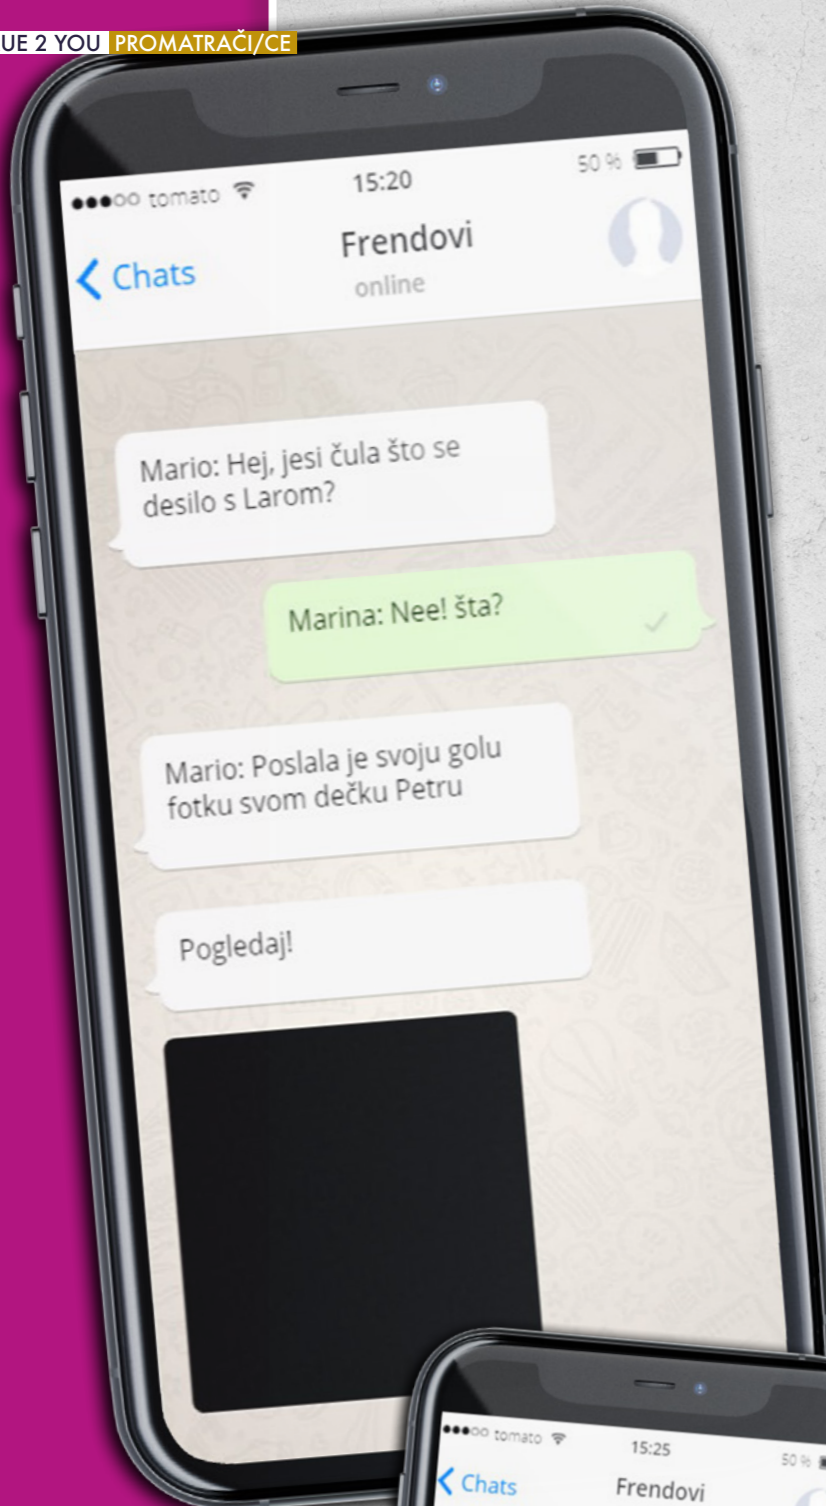 UE 2 YOU PROMATRAČI/CE
tomato 15:20 50 %
Chats Frendovi
online
Mario: Hej, jesi čula što se
desilo s Larom?
Marina: Nee! šta?
Mario: Poslala je svoju golu
fotku svom dečku Petru
Pogledaj!
tomato 15:25 50 %
Chats Frendovi